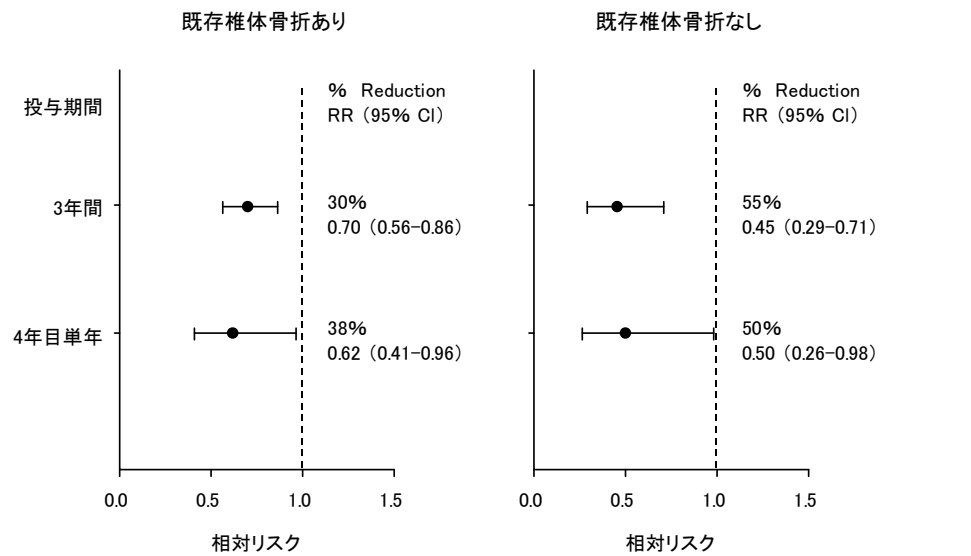 既存椎体骨折あり
投与期間
% Reduction
RR (95% CI)
3年間
30%
0.70 (0.56-0.86)
4年目単年
38%
0.62 (0.41-0.96)
0.0 0.5 1.0 1.5
相対リスク
既存椎体骨折なし
% Reduction
RR (95% CI)
55%
0.45 (0.29-0.71)
50%
0.50 (0.26-0.98)
0.0 0.5 1.0 1.5
相対リスク